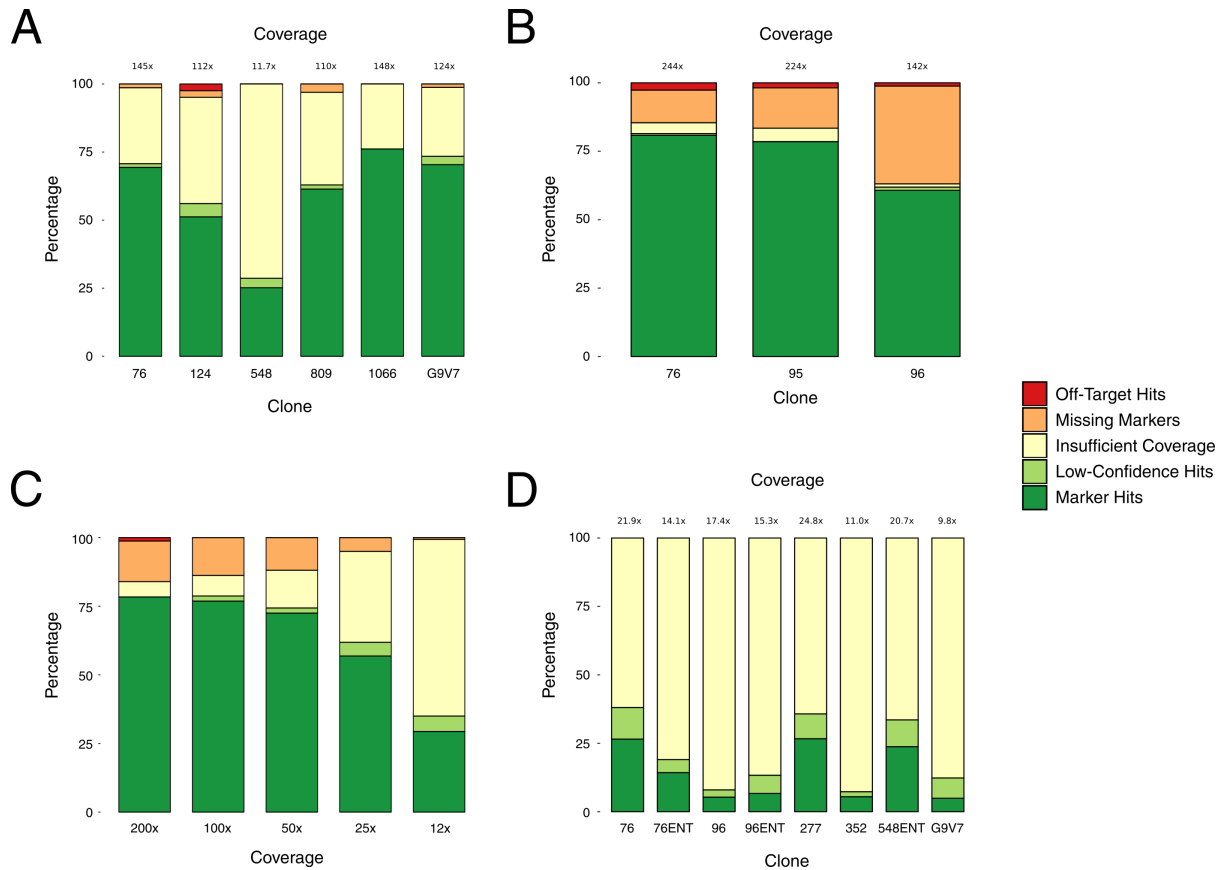 A
Coverage
145x 112x 11.7x 110x 148x 124x
100
75
50
25
0
Percentage
76 124 548 809 1066 G9V7
Clone
B
Coverage
244x 224x 142x
100
75
50
25
0
Percentage
76 95 96
Clone
Off-Target Hits
Missing Markers
Insufficient Coverage
Low-Confidence Hits
Marker Hits
C
100
75
50
25
0
Percentage
200x 100x 50x 25x 12x
Coverage
D
Coverage
21.9x 14.1x 17.4x 15.3x 24.8x 11.0x 20.7x 9.8x
100
75
50
25
0
Percentage
76 76ENT 96 96ENT 277 352 548ENT G9V7
Clone